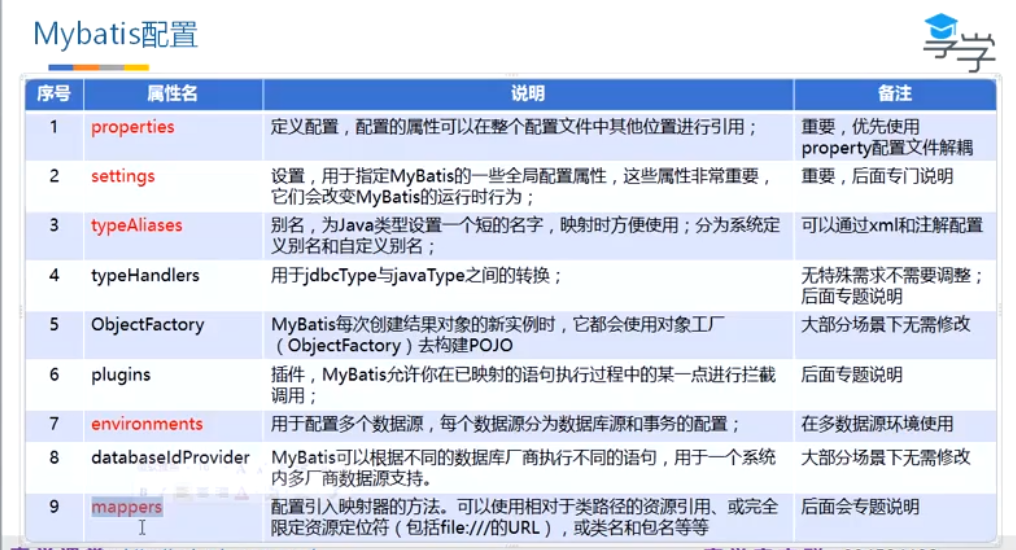 Mybatis配置
享学
序号 属性名 说明 备注
1 properties 定义配置，配置的属性可以在整个配置文件中其他位置进行引用； 重要，优先使用
property配置文件解耦
2 settings 设置，用于指定MyBatis的一些全局配置属性，这些属性非常重要， 重要，后面专门说明
它们会改变MyBatis的运行时行为；
3 typeAliases 别名，为Java类型设置一个短的名字，映射时方便使用；分为系统定 可以通过xml和注解配置
义别名和自定义别名；
4 typeHandlers 用于jdbcType与javaType之间的转换； 无特殊需求不需要调整；
后面专题说明
5 ObjectFactory MyBatis每次创建结果对象的新实例时，它都会使用对象工厂 大部分场景下无需修改
（ObjectFactory）去构建POJO
6 plugins 插件，MyBatis允许你在已映射的语句执行过程中的某一点进行拦截 后面专题说明
调用；
7 environments 用于配置多个数据源，每个数据源分为数据库源和事务的配置； 在多数据源环境使用
8 databaseIdProvider MyBatis可以根据不同的数据库厂商执行不同的语句，用于一个系统 大部分场景下无需修改
内多厂商数据源支持。
9 mappers 配置引入映射器的方法。可以使用相对于类路径的资源引用、或完全 后面会专题说明
限定资源定位符（包括file:///的URL），或类名和包名等等